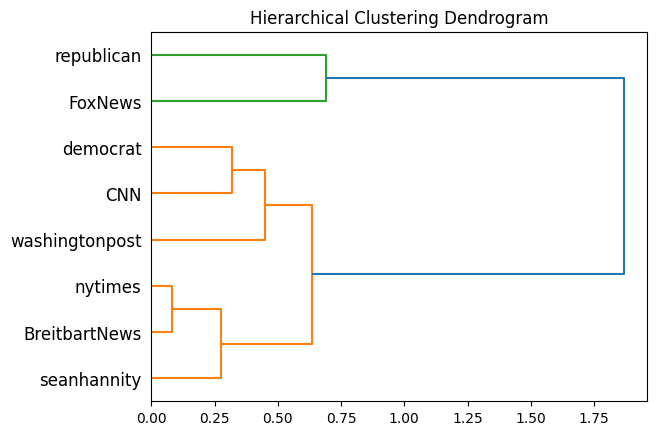 Hierarchical Clustering Dendrogram
republican
FoxNews
democrat
CNN
washingtonpost
nytimes
BreitbartNews
seanhannity
0.00 0.25 0.50 0.75 1.00 1.25 1.50 1.75